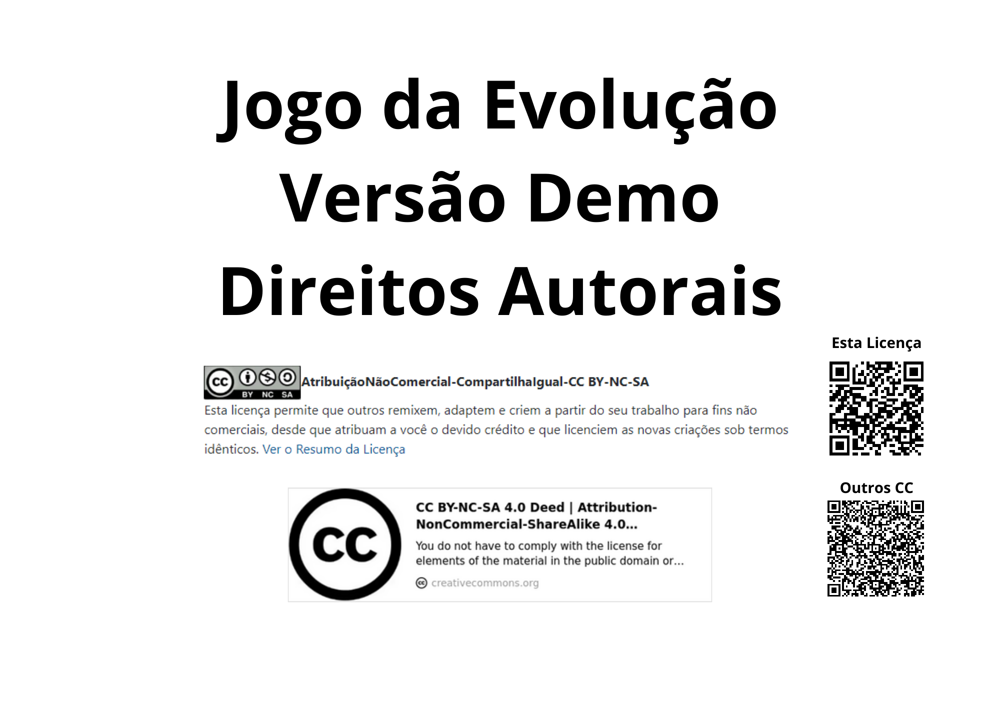 Jogo da Evolução
Versão Demo
Direitos Autorais
Esta Licença
cc BY NC SA AtribuiçãoNãoComercial-CompartilhaIgual-CC BY-NC-SA
Esta licença permite que outros remixem, adaptem e criem a partir do seu trabalho para fins não
comerciais, desde que atribuam a você o devido crédito e que licenciem as novas criações sob termos
idênticos. Ver o Resumo da Licença
Outros CC
cc
CC BY-NC-SA 4.0 Deed | Attribution-
NonCommercial-ShareAlike 4.0...
You do not have to comply with the license for
elements of the material in the public domain or...
cc creativecommons.org